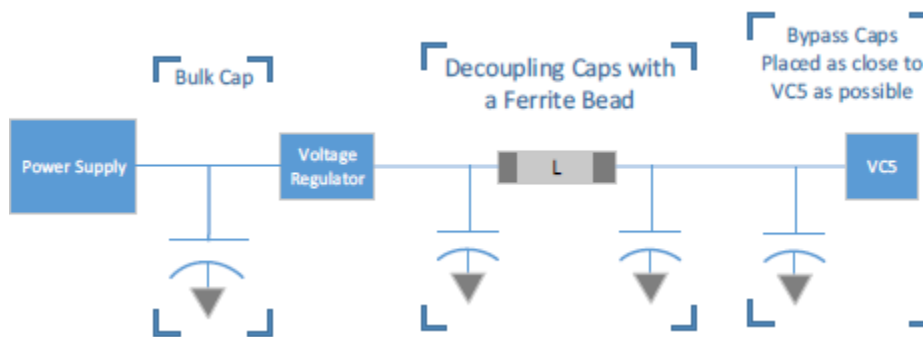 Bulk Cap
Decoupling Caps with
a Ferrite Bead
Bypass Caps
Placed as close to
VC5 as possible
Power Supply
Voltage
Regulator
L
VC5